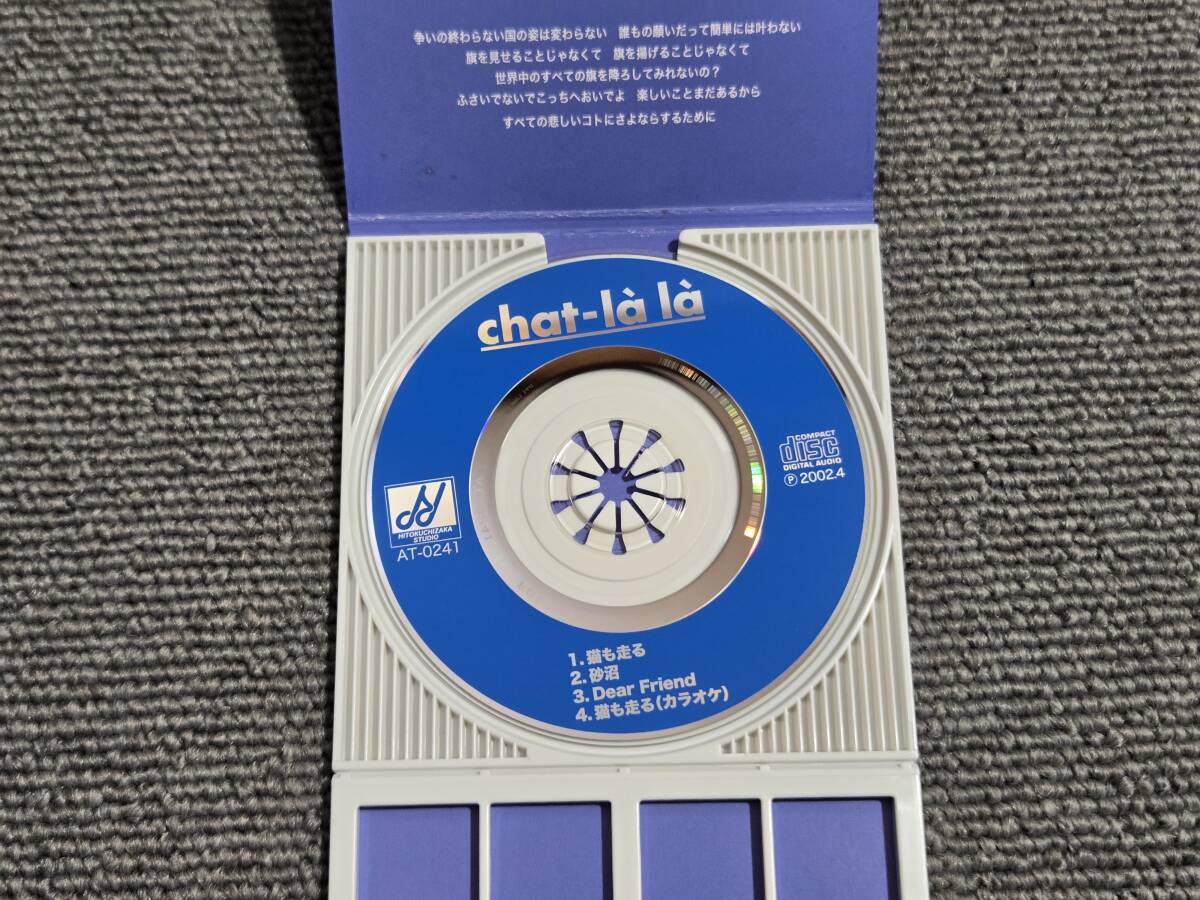 争いの終わらない国の姿は変わらない　誰もの願いだって簡単には叶わない
旗を見せることじゃなくて　旗を揚げることじゃなくて
世界中のすべての旗を降ろしてみれないの？
ふさいでないでこっちへおいでよ　楽しいことまだあるから
すべての悲しいコトにさよならするために
chat-là là
COMPACT
disc
DIGITAL AUDIO
Ⓟ2002.4
HITOKUCHIZAKA
STUDIO
AT-0241
1.猫も走る
2.砂沼
3.Dear Friend
4.猫も走る(カラオケ)